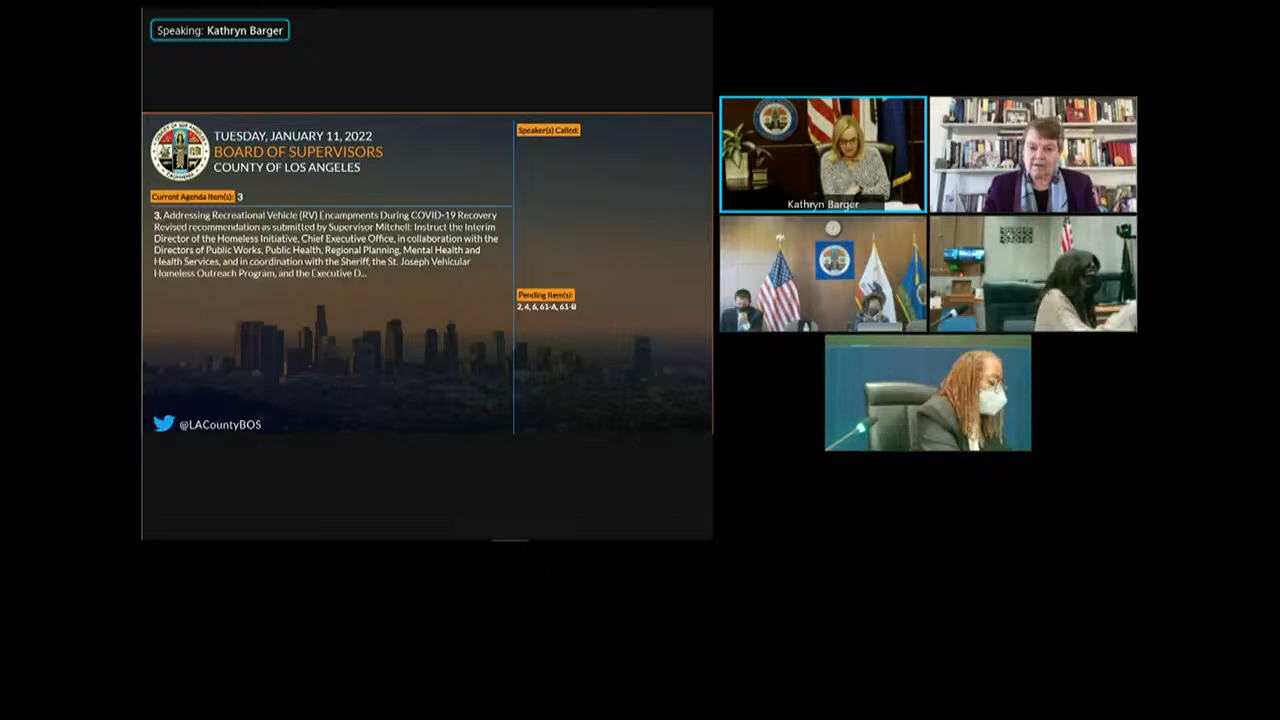 Speaking: Kathryn Barger
TUESDAY, JANUARY 11, 2022
BOARD OF SUPERVISORS
COUNTY OF LOS ANGELES
Current Agenda Item(s): 3
3. Addressing Recreational Vehicle (RV) Encampments During COVID-19 Recovery
Revised recommendation as submitted by Supervisor Mitchell: Instruct the Interim
Director of the Homeless Initiative, Chief Executive Office, in collaboration with the
Directors of Public Works, Public Health, Regional Planning, Mental Health and
Health Services, and in coordination with the Sheriff, the St. Joseph Vehicular
Homeless Outreach Program, and the Executive D...
Speaker(s) Called:
Pending Item(s):
2, 4, 6, 61-A, 61-B
@LACountyBOS
Kathryn Barger